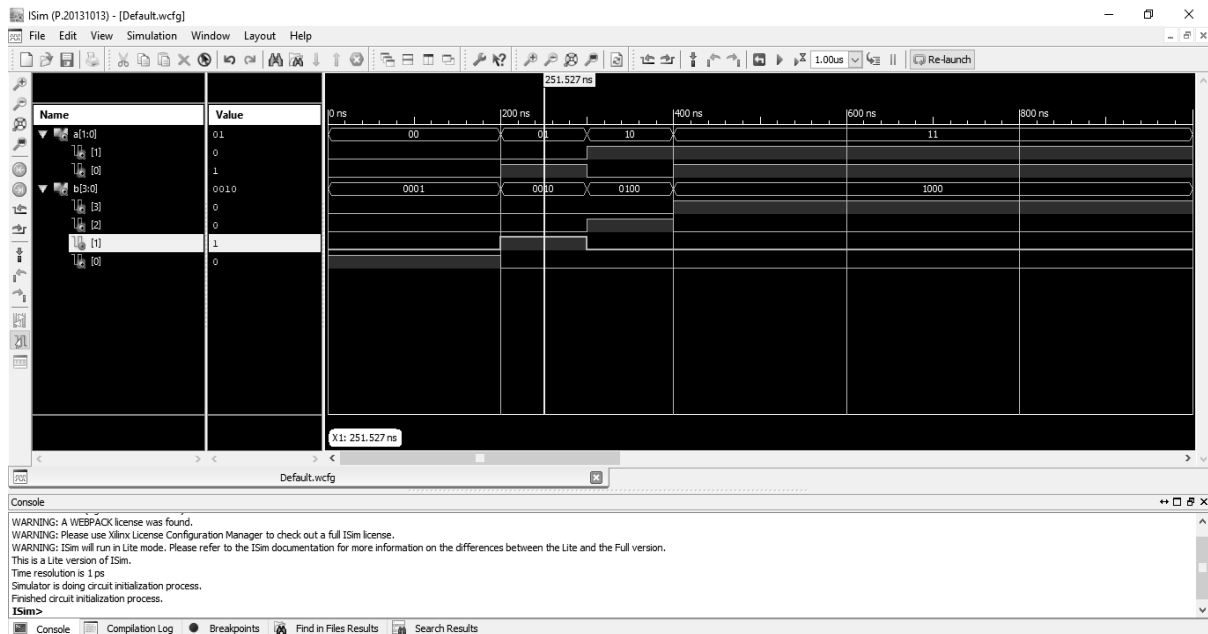 ISim (P.20131013) - [Default.wcfg]
File Edit View Simulation Window Layout Help
1.00us Re-launch
251.527 ns
Name Value
0 ns 200 ns 400 ns 600 ns 800 ns
a[1:0] 01 00 01 10 11
[1] 0
[0] 1
b[3:0] 0010 0001 0010 0100 1000
[3] 0
[2] 0
[1] 1
[0] 0
X1: 251.527 ns
Default.wcfg
Console
WARNING: A WEBPACK license was found.
WARNING: Please use Xilinx License Configuration Manager to check out a full ISim license.
WARNING: ISim will run in Lite mode. Please refer to the ISim documentation for more information on the differences between the Lite and the Full version.
This is a Lite version of ISim.
Time resolution is 1 ps
Simulator is doing circuit initialization process.
Finished circuit initialization process.
ISim>
Console Compilation Log Breakpoints Find in Files Results Search Results